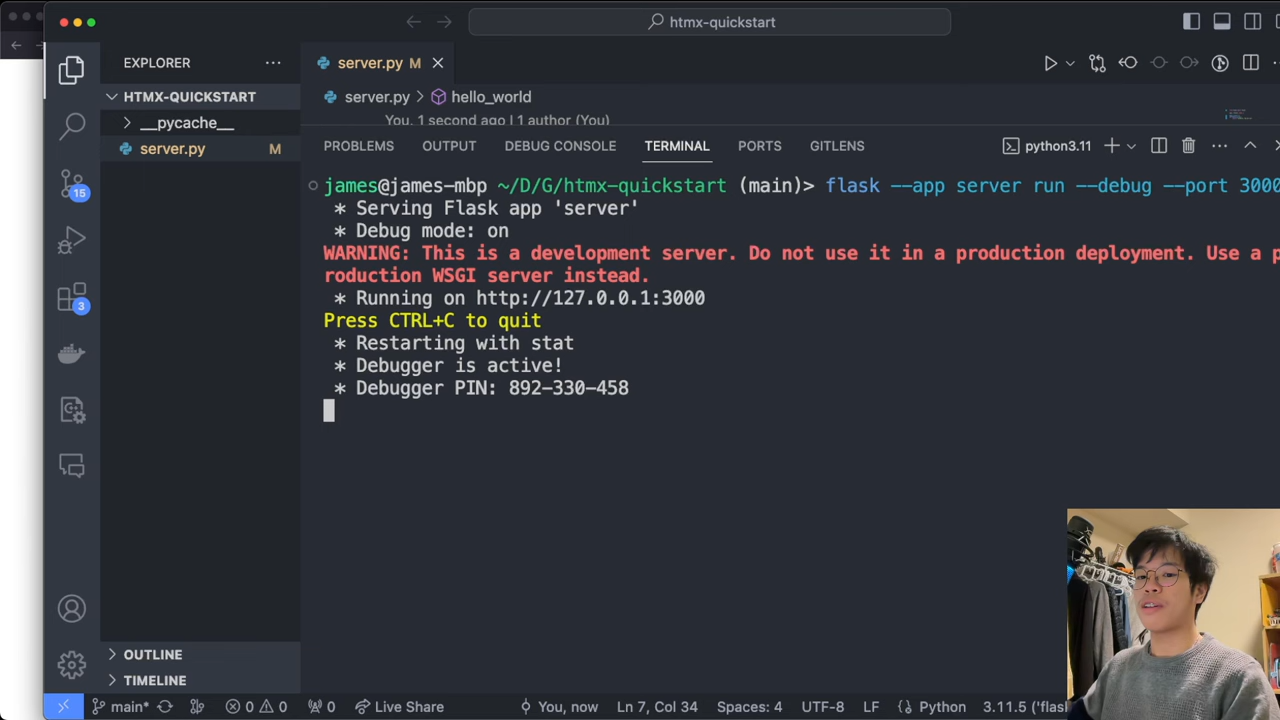 htmx-quickstart
EXPLORER
server.py M
HTMX-QUICKSTART
server.py > hello_world
__pycache__
You, 1 second ago | 1 author (You)
server.py M
PROBLEMS OUTPUT DEBUG CONSOLE TERMINAL PORTS GITLENS
python3.11
james@james-mbp ~/D/G/htmx-quickstart (main)> flask --app server run --debug --port 3000
* Serving Flask app 'server'
* Debug mode: on
WARNING: This is a development server. Do not use it in a production deployment. Use a p
roduction WSGI server instead.
* Running on http://127.0.0.1:3000
Press CTRL+C to quit
* Restarting with stat
* Debugger is active!
* Debugger PIN: 892-330-458
15
3
OUTLINE
TIMELINE
main* 0 0 0 Live Share You, now Ln 7, Col 34 Spaces: 4 UTF-8 LF Python 3.11.5 ('flas